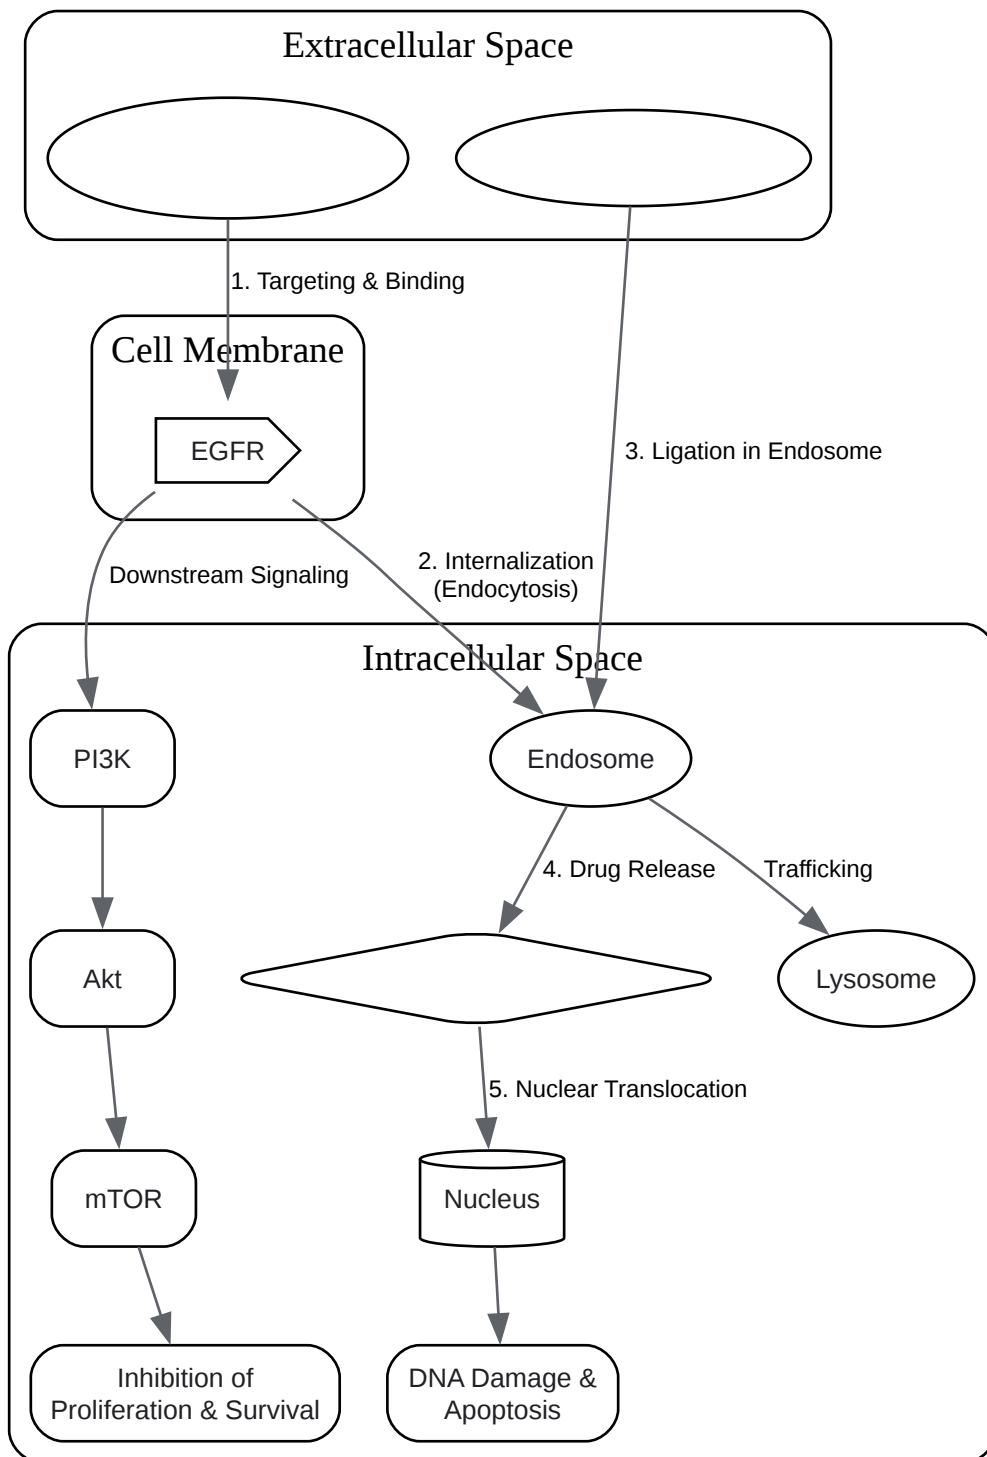 Extracellular Space
1. Targeting & Binding
Cell Membrane
EGFR
3. Ligation in Endosome
2. Internalization
(Endocytosis)
Downstream Signaling
Intracellular Space
PI3K
Endosome
4. Drug Release
Trafficking
Akt
Lysosome
5. Nuclear Translocation
mTOR
Nucleus
Inhibition of
Proliferation & Survival
DNA Damage &
Apoptosis